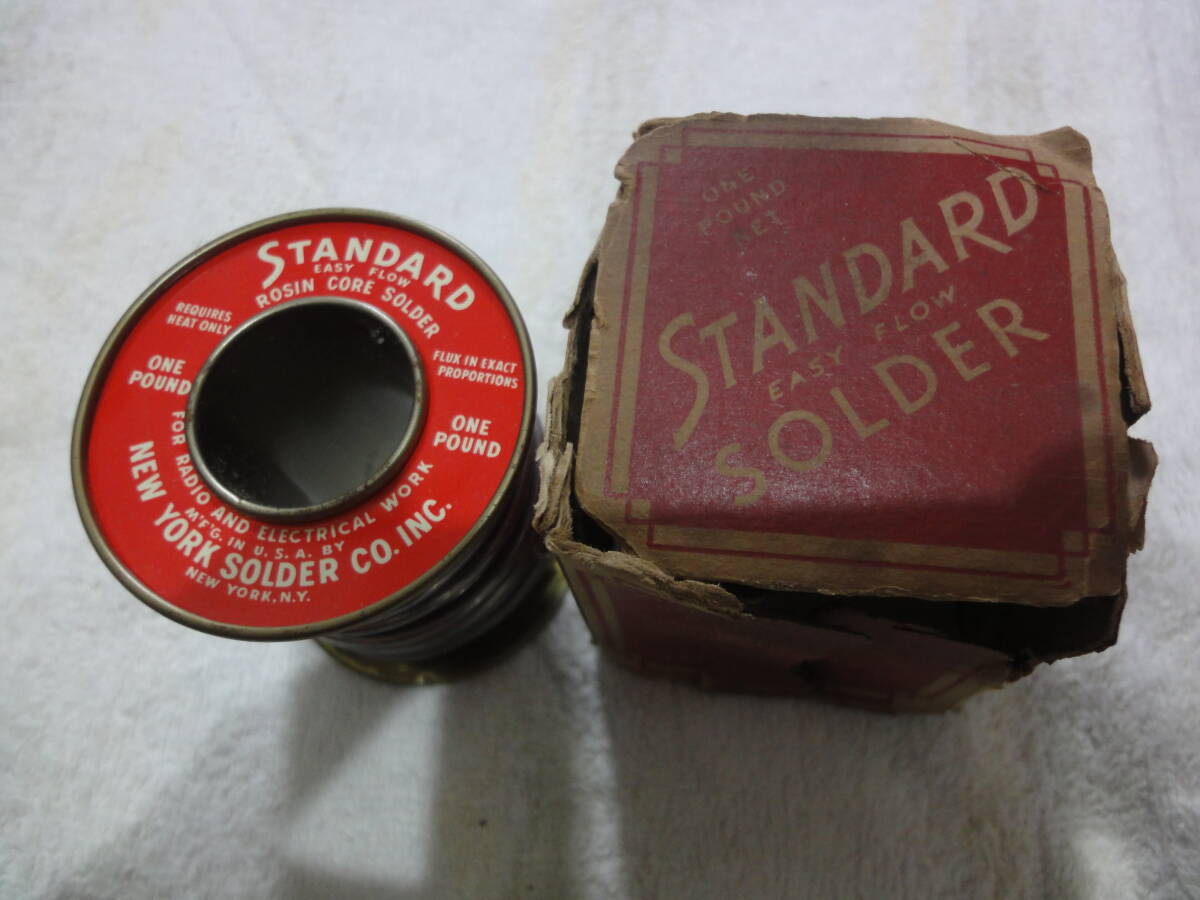 STANDARD
EASY FLOW
ROSIN CORE SOLDER
REQUIRES
HEAT ONLY
FLUX IN EXACT
PROPORTIONS
ONE
POUND
ONE
POUND
FOR RADIO AND ELECTRICAL WORK
M'F'G. IN U.S.A. BY
NEW YORK SOLDER CO. INC.
NEW YORK, N.Y.
ONE
POUND
NET
STANDARD
EASY FLOW
SOLDER